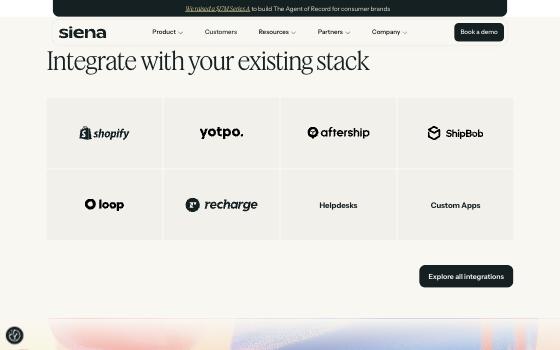 We raised a $17M Series A to build The Agent of Record for consumer brands
siena
Product Customers Resources Partners Company Book a demo
Integrate with your existing stack
shopify yotpo. aftership ShipBob
loop recharge Helpdesks Custom Apps
Explore all integrations